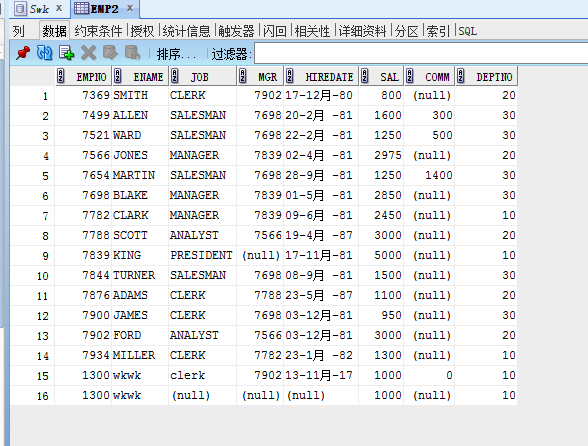 Swk EMP2
列 数据 约束条件 授权 统计信息 触发器 闪回 相关性 详细资料 分区 索引 SQL
排序... 过滤器:
EMPNO ENAME JOB MGR HIREDATE SAL COMM DEPTNO
1 7369 SMITH CLERK 7902 17-12月-80 800 (null) 20
2 7499 ALLEN SALESMAN 7698 20-2月 -81 1600 300 30
3 7521 WARD SALESMAN 7698 22-2月 -81 1250 500 30
4 7566 JONES MANAGER 7839 02-4月 -81 2975 (null) 20
5 7654 MARTIN SALESMAN 7698 28-9月 -81 1250 1400 30
6 7698 BLAKE MANAGER 7839 01-5月 -81 2850 (null) 30
7 7782 CLARK MANAGER 7839 09-6月 -81 2450 (null) 10
8 7788 SCOTT ANALYST 7566 19-4月 -87 3000 (null) 20
9 7839 KING PRESIDENT (null) 17-11月-81 5000 (null) 10
10 7844 TURNER SALESMAN 7698 08-9月 -81 1500 (null) 30
11 7876 ADAMS CLERK 7788 23-5月 -87 1100 (null) 20
12 7900 JAMES CLERK 7698 03-12月-81 950 (null) 30
13 7902 FORD ANALYST 7566 03-12月-81 3000 (null) 20
14 7934 MILLER CLERK 7782 23-1月 -82 1300 (null) 10
15 1300 wkwk clerk 7902 13-11月-17 1000 0 10
16 1300 wkwk (null) (null) (null) 1000 (null) 10